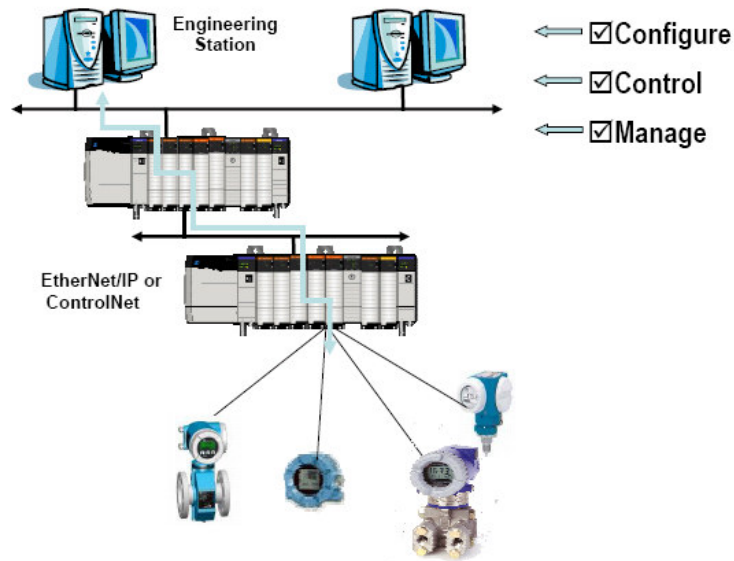 Engineering
Station
Configure
Control
Manage
EtherNet/IP or
ControlNet